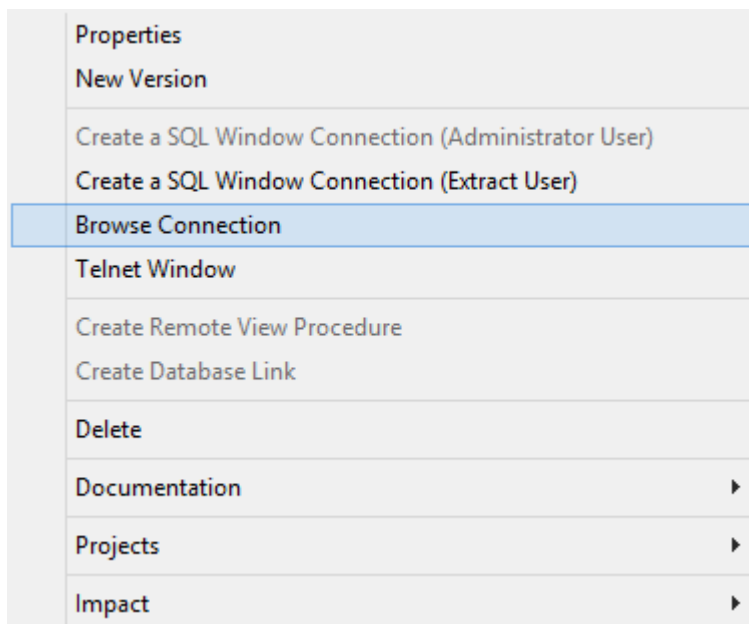 Properties
New Version
Create a SQL Window Connection (Administrator User)
Create a SQL Window Connection (Extract User)
Browse Connection
Telnet Window
Create Remote View Procedure
Create Database Link
Delete
Documentation
Projects
Impact